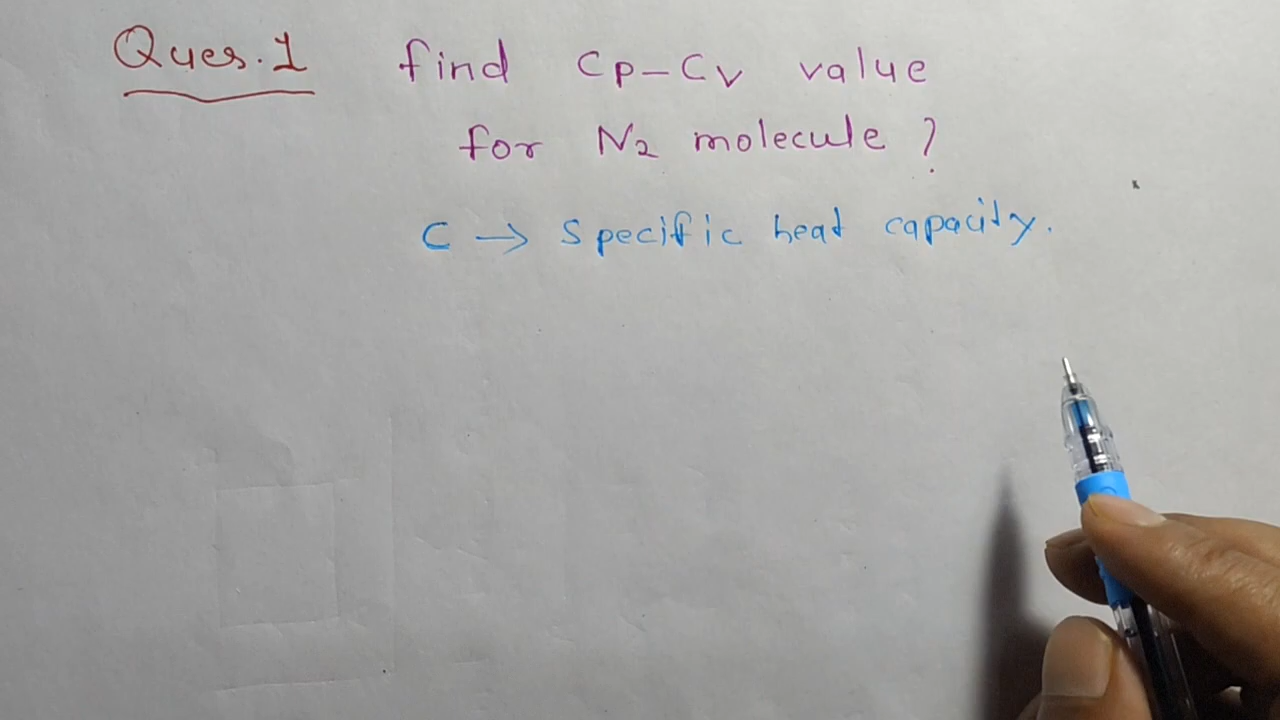 Ques.1 find Cp-Cv value
for N2 molecule?
C → Specific heat capacity.